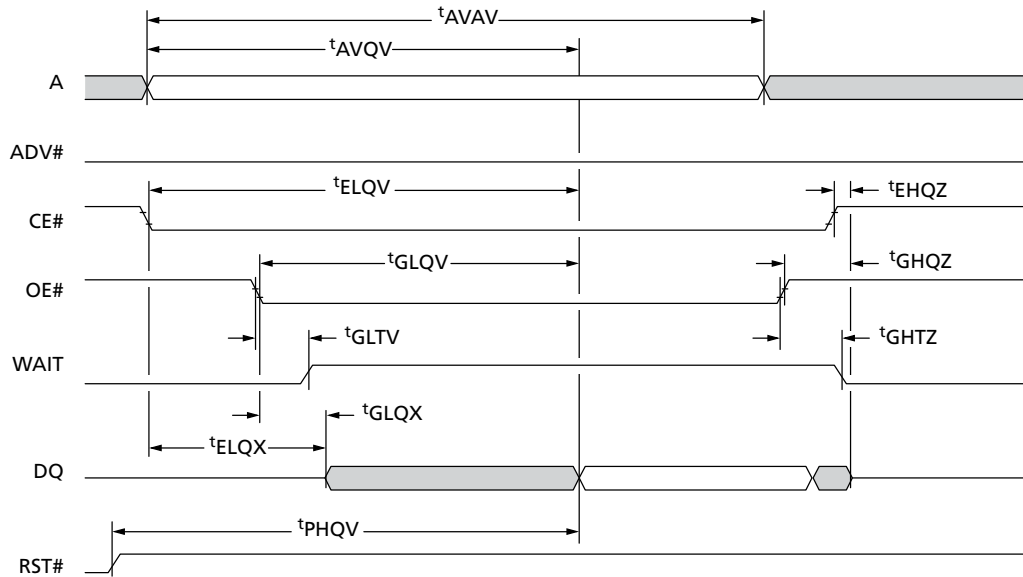 tAVAV
tAVQV
A
ADV#
tELQV
tEHQZ
CE#
tGLQV
tGHQZ
OE#
tGLTV
tGHTZ
WAIT
tGLQX
tELQX
DQ
tPHQV
RST#